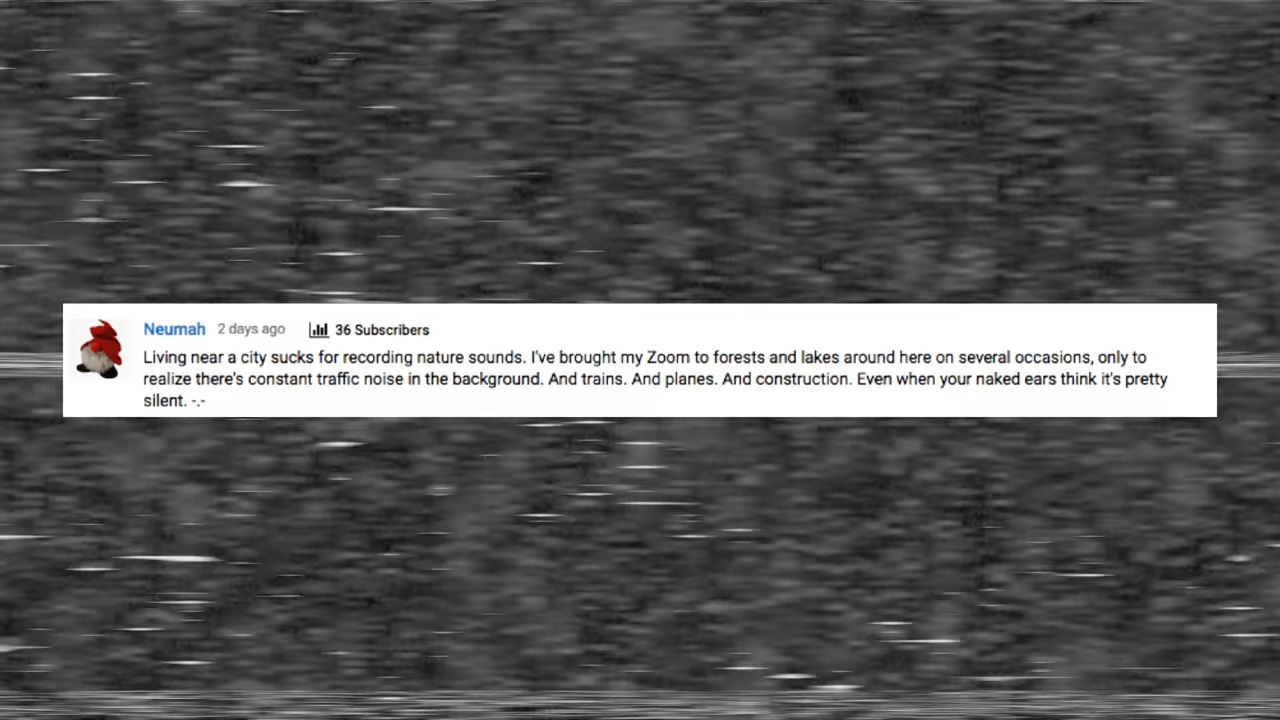 Neumah 2 days ago 36 Subscribers
Living near a city sucks for recording nature sounds. I've brought my Zoom to forests and lakes around here on several occasions, only to
realize there's constant traffic noise in the background. And trains. And planes. And construction. Even when your naked ears think it's pretty
silent. -.-